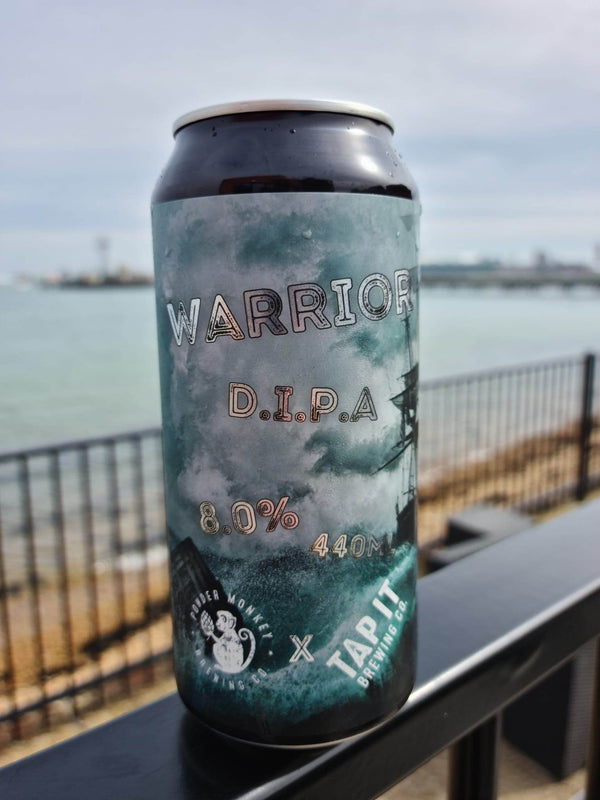 WARRIOR
D.I.P.A
8.0%
440ML
POWDER MONKEY
BREWING CO
X
TAP IT
BREWING CO.